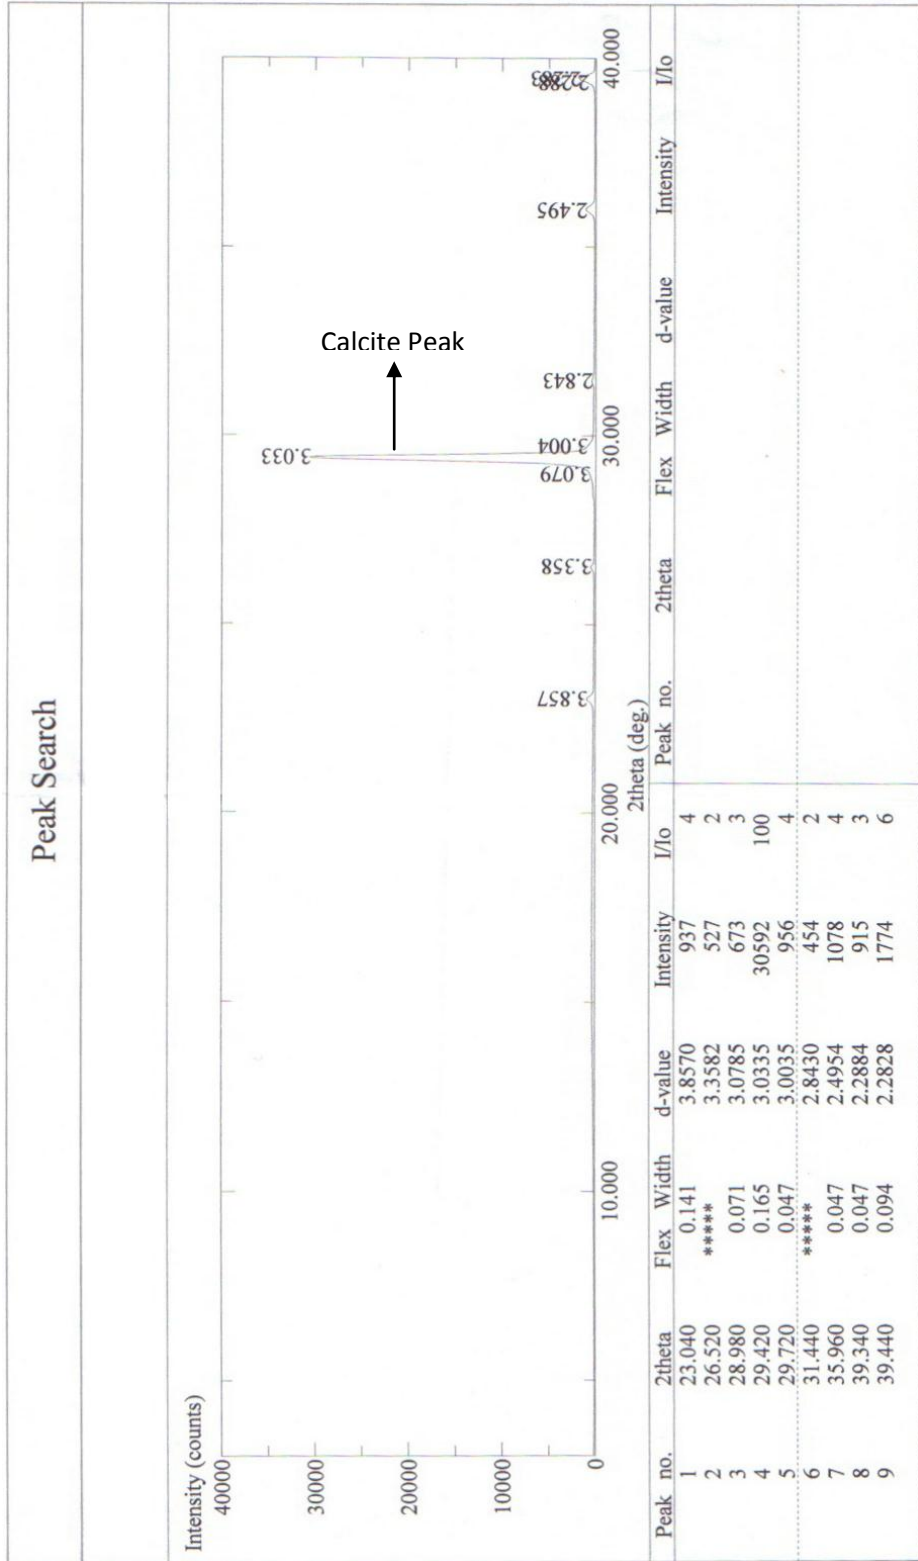 Peak Search
Intensity (counts)
40000
30000
20000
10000
0
Calcite Peak
3.857
3.358
3.079
3.033
3.004
2.843
2.495
2.288
2.283
10.000
20.000
30.000
40.000
2theta (deg.)
Peak no. 2theta Flex Width d-value Intensity I/Io Peak no. 2theta Flex Width d-value Intensity I/Io
1 23.040 0.141 3.8570 937 4
2 26.520 ***** 3.3582 527 2
3 28.980 0.071 3.0785 673 3
4 29.420 0.165 3.0335 30592 100
5 29.720 0.047 3.0035 956 4
6 31.440 ***** 2.8430 454 2
7 35.960 0.047 2.4954 1078 4
8 39.340 0.047 2.2884 915 3
9 39.440 0.094 2.2828 1774 6